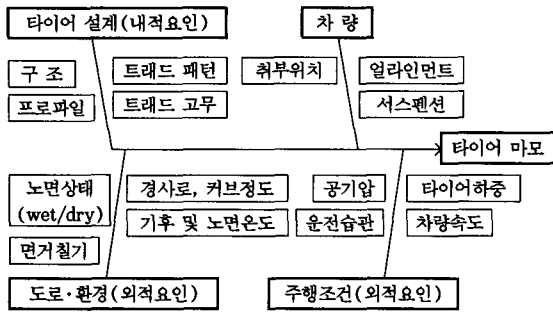 타이어 설계(내적요인)
차 량
구 조
트래드 패턴
취부위치
얼라인먼트
프로파일
트래드 고무
서스펜션
타이어 마모
노면상태
(wet/dry)
경사로, 커브정도
공기압
타이어하중
기후 및 노면온도
운전습관
차량속도
면거칠기
도로·환경(외적요인)
주행조건(외적요인)